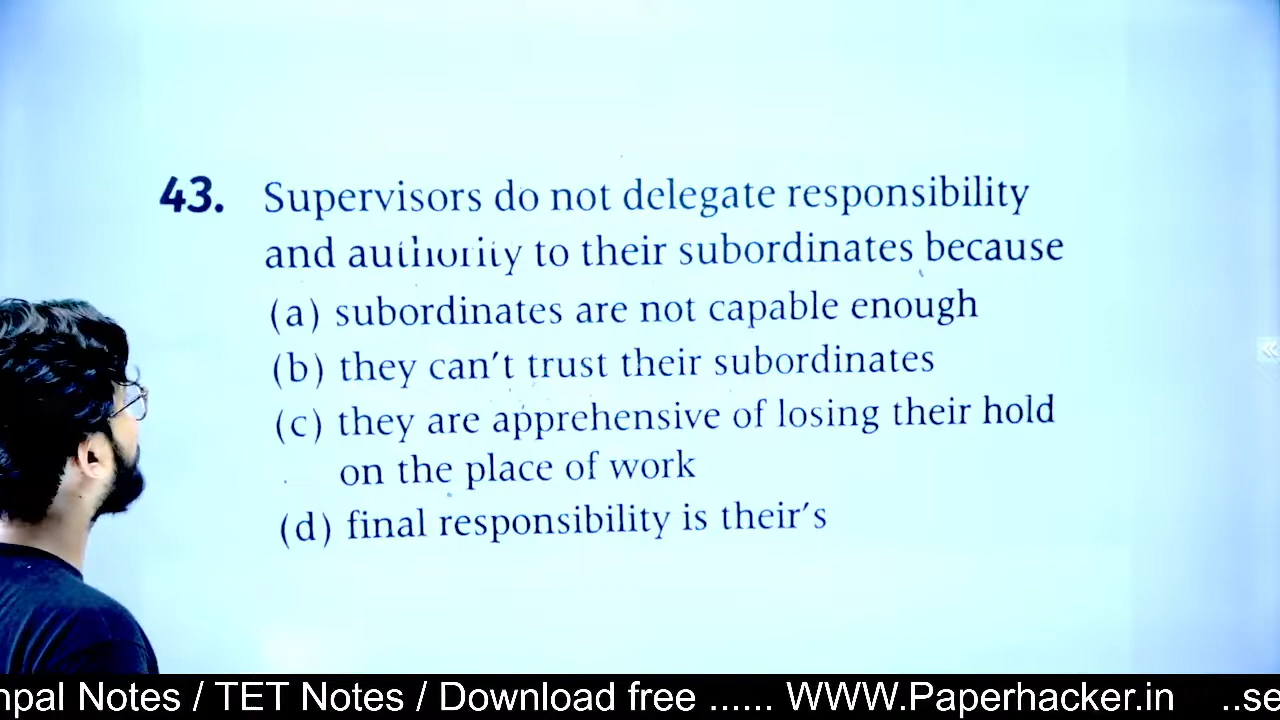 43. Supervisors do not delegate responsibility
and authority to their subordinates because
(a) subordinates are not capable enough
(b) they can't trust their subordinates
(c) they are apprehensive of losing their hold
on the place of work
(d) final responsibility is their's
Notes / TET Notes / Download free ...... WWW.Paperhacker.in